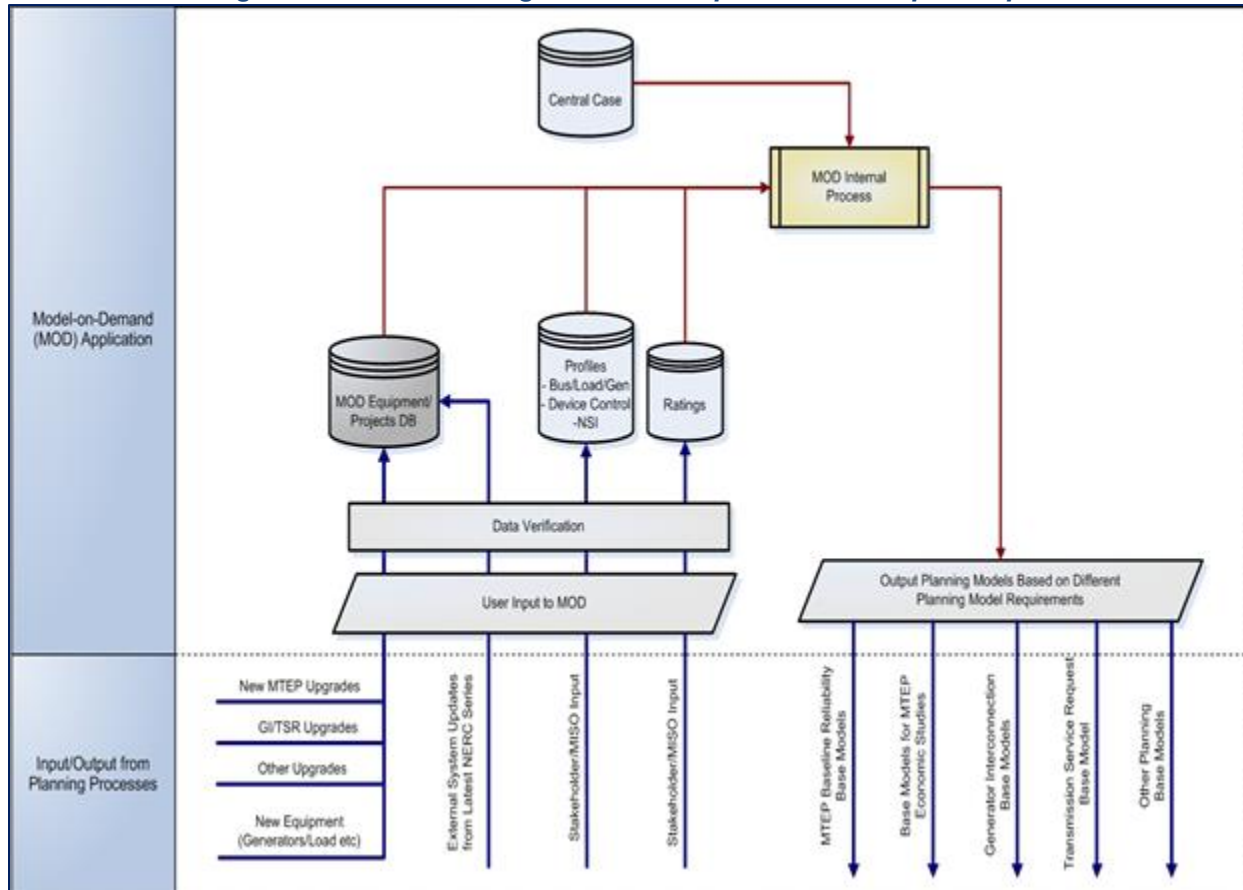 Central Case
MOD Internal
Process
Model-on-Demand
(MOD) Application
MOD Equipment/
Projects DB
Profiles
- Bus/Load/Gen
- Device Control
-NSI
Ratings
Data Verification
User Input to MOD
Output Planning Models Based on Different
Planning Model Requirements
Input/Output from
Planning Processes
New MTEP Upgrades
GI/TSR Upgrades
Other Upgrades
New Equipment
(Generators/Load etc)
External System Updates
from Latest NERC Series
Stakeholder/MISO Input
Stakeholder/MISO Input
MTEP Baseline Reliability
Base Models
Base Models for MTEP
Economic Studies
Generator Interconnection
Base Models
Transmission Service Request
Base Model
Other Planning
Base Models